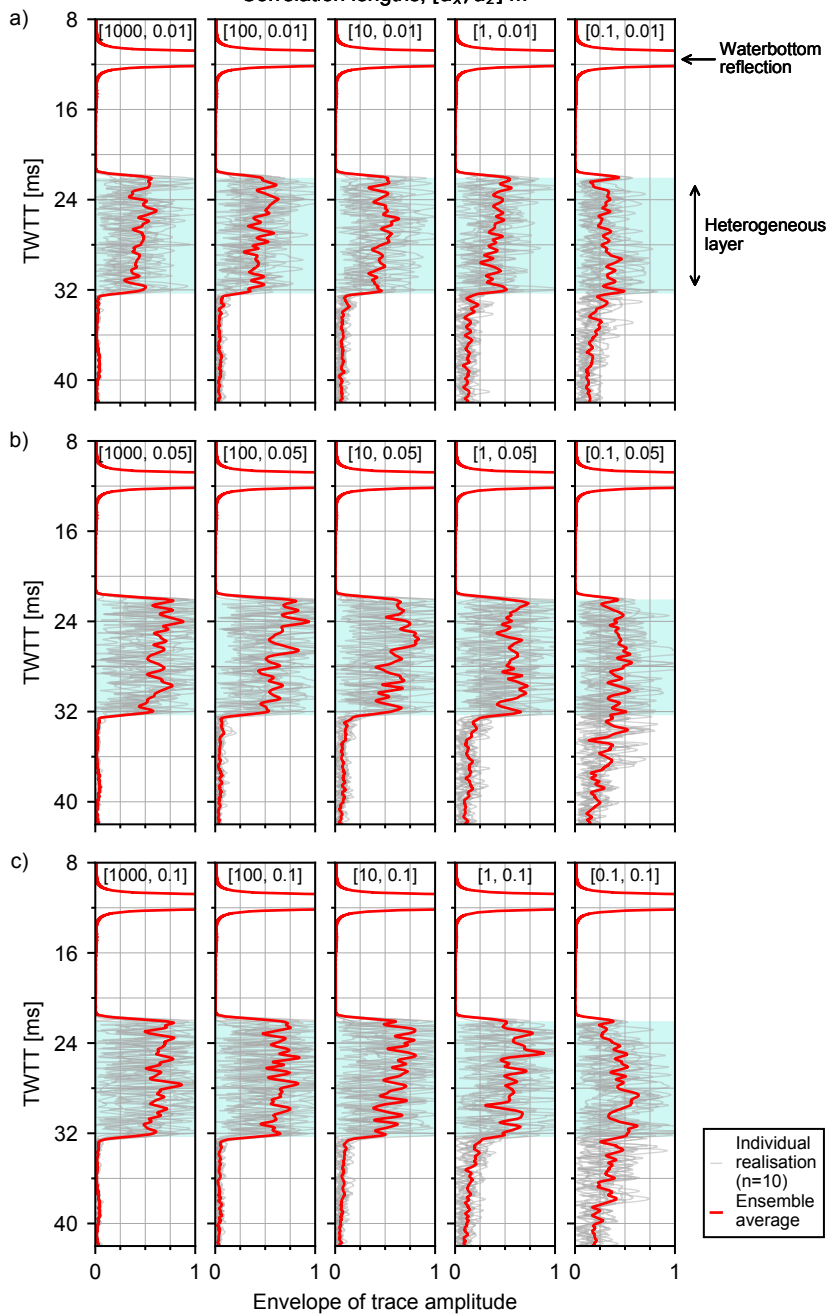 a)
[1000, 0.01]
[100, 0.01]
[10, 0.01]
[1, 0.01]
[0.1, 0.01]
Waterbottom
reflection
Heterogeneous
layer
TWTT [ms]
8
16
24
32
40
b)
[1000, 0.05]
[100, 0.05]
[10, 0.05]
[1, 0.05]
[0.1, 0.05]
TWTT [ms]
8
16
24
32
40
c)
[1000, 0.1]
[100, 0.1]
[10, 0.1]
[1, 0.1]
[0.1, 0.1]
TWTT [ms]
8
16
24
32
40
0 1 0 1 0 1 0 1 0 1
Envelope of trace amplitude
Individual
realisation
(n=10)
Ensemble
average